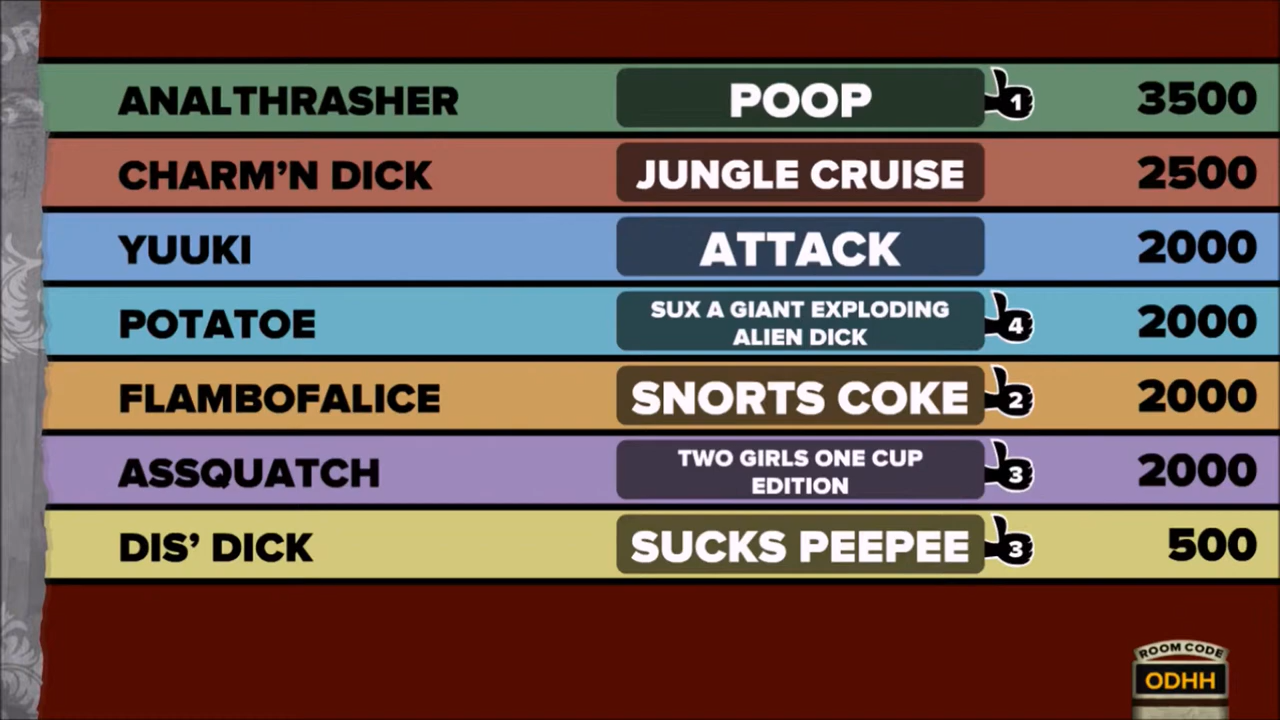 ANALTHRASHER POOP 1 3500
CHARM'N DICK JUNGLE CRUISE 2500
YUUKI ATTACK 2000
POTATOE SUX A GIANT EXPLODING ALIEN DICK 4 2000
FLAMBOFALICE SNORTS COKE 2 2000
ASSQUATCH TWO GIRLS ONE CUP EDITION 3 2000
DIS' DICK SUCKS PEEPEE 3 500
ROOM CODE
ODHH